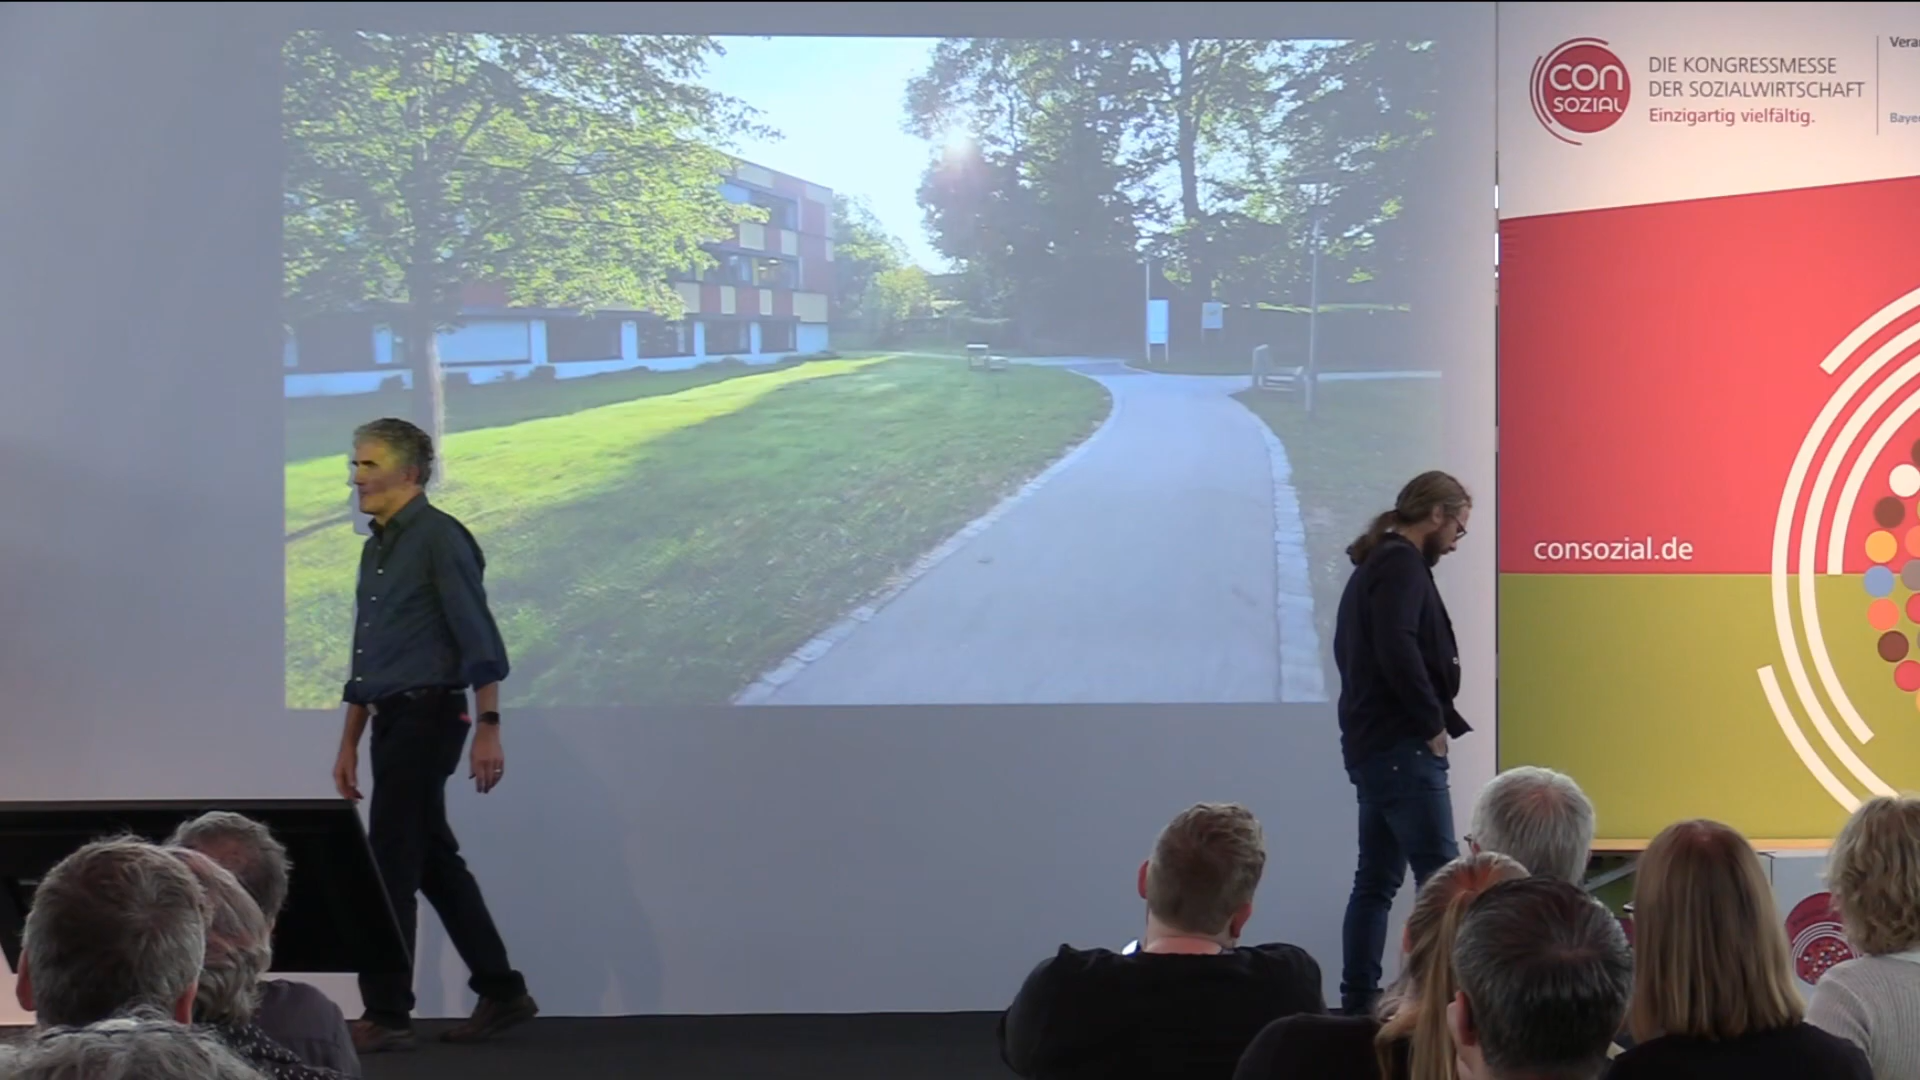 CON
SOZIAL
DIE KONGRESSMESSE
DER SOZIALWIRTSCHAFT
Einzigartig vielfältig.
consozial.de